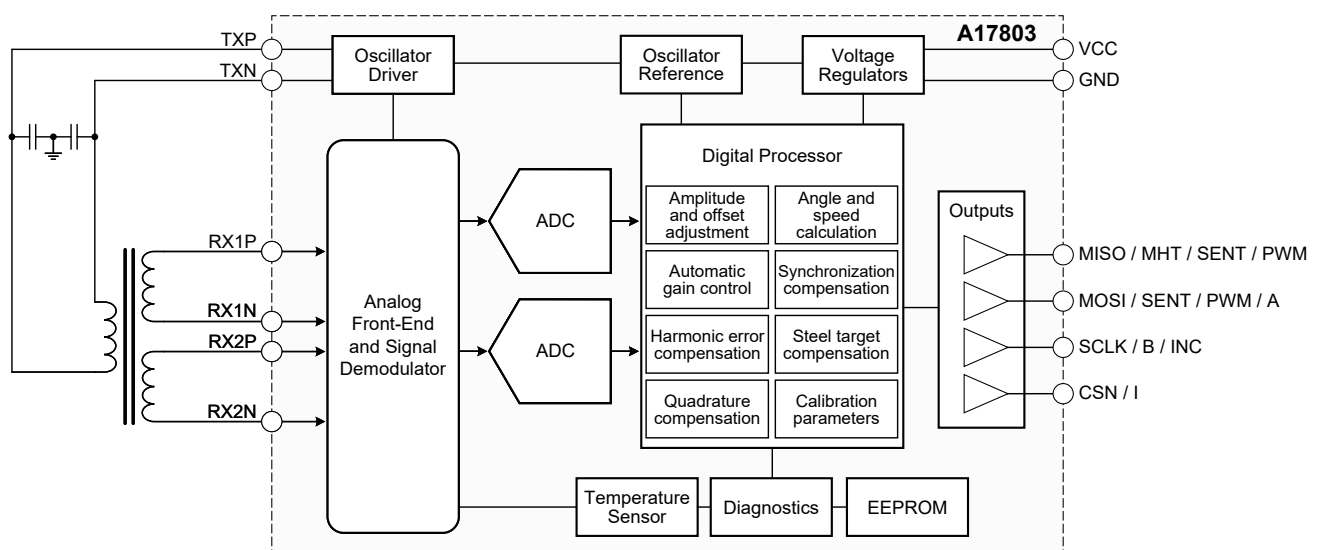 A17803
TXP
TXN
Oscillator
Driver
Oscillator
Reference
Voltage
Regulators
VCC
GND
RX1P
RX1N
RX2P
RX2N
Analog
Front-End
and Signal
Demodulator
ADC
ADC
Digital Processor
Amplitude
and offset
adjustment
Angle and
speed
calculation
Automatic
gain control
Synchronization
compensation
Harmonic error
compensation
Steel target
compensation
Quadrature
compensation
Calibration
parameters
Outputs
MISO / MHT / SENT / PWM
MOSI / SENT / PWM / A
SCLK / B / INC
CSN / I
Temperature
Sensor
Diagnostics
EEPROM